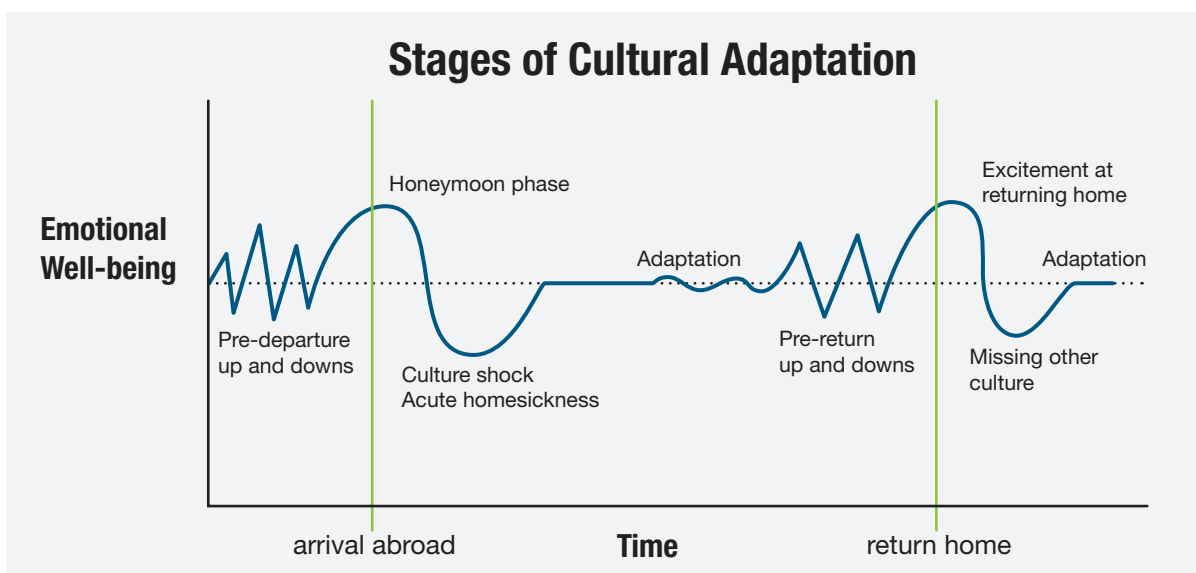 Stages of Cultural Adaptation
Emotional
Well-being
Honeymoon phase
Excitement at
returning home
Adaptation
Adaptation
Pre-departure
up and downs
Culture shock
Acute homesickness
Pre-return
up and downs
Missing other
culture
arrival abroad
Time
return home